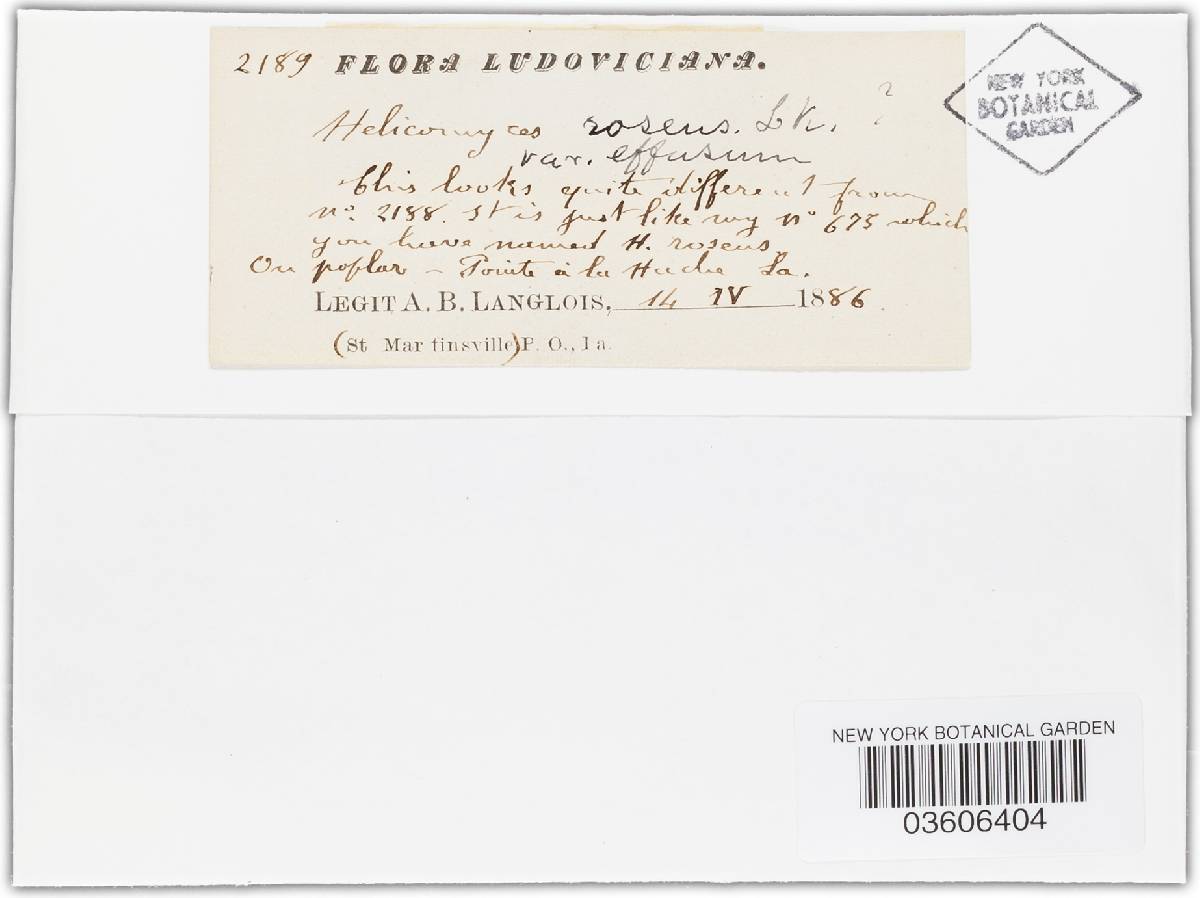 2189 FLORA LUDOVICIANA.
Helicomyces roseus. Lk. ?
var. effusum
This looks quite different from
no. 2188. It is just like my no 675 which
you have named H. roseus.
On poplar – Pointe à la Hache La.
LEGIT A. B. LANGLOIS, 14 IV 1886.
(St Martinsville) P. O., La.
NEW YORK
BOTANICAL
GARDEN
NEW YORK BOTANICAL GARDEN
03606404